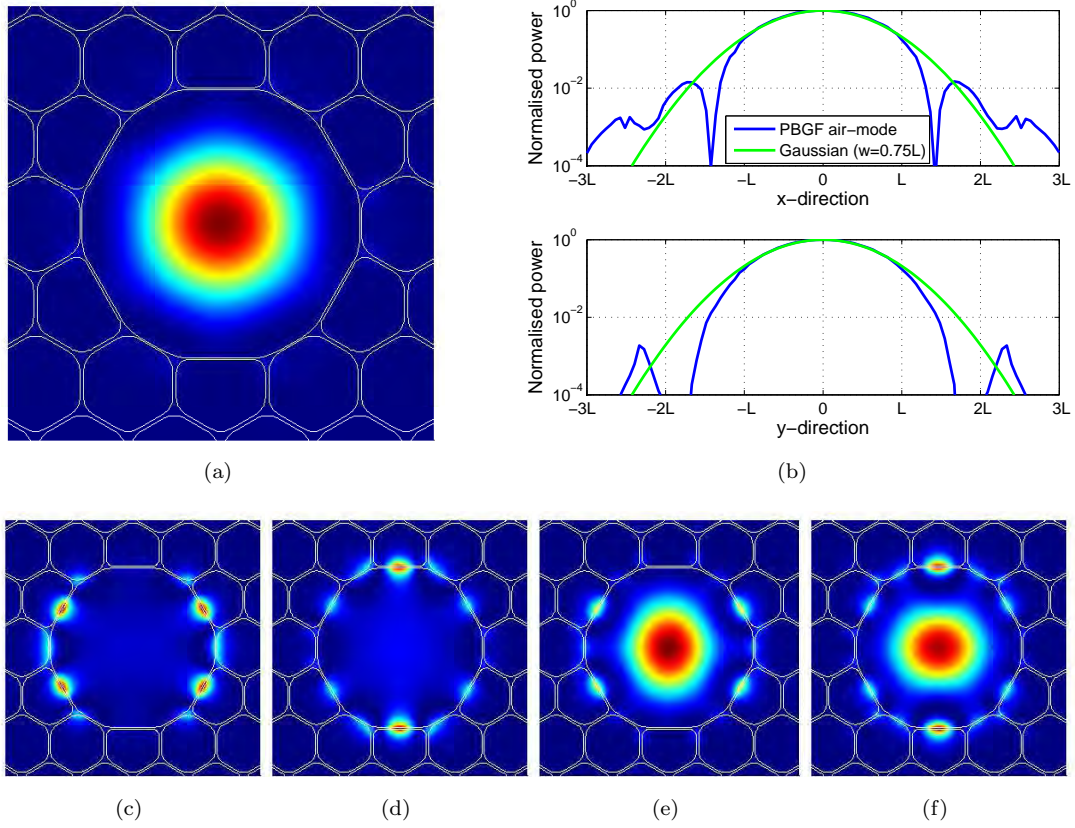 10^0
10^-2
10^-4
Normalised power
PBGF air-mode
Gaussian (w=0.75L)
-3L -2L -L 0 L 2L 3L
x-direction
10^0
10^-2
10^-4
Normalised power
-3L -2L -L 0 L 2L 3L
y-direction
(a)
(b)
(c)
(d)
(e)
(f)